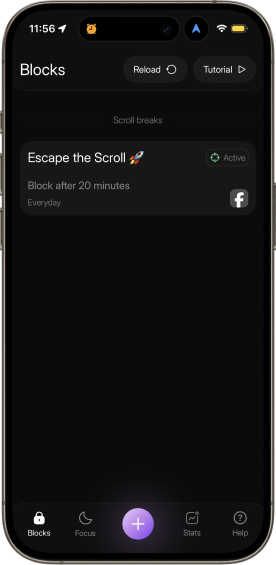 11:56
Blocks
Reload
Tutorial
Scroll breaks
Escape the Scroll 🚀
Active
Block after 20 minutes
Everyday
Blocks
Focus
Stats
Help